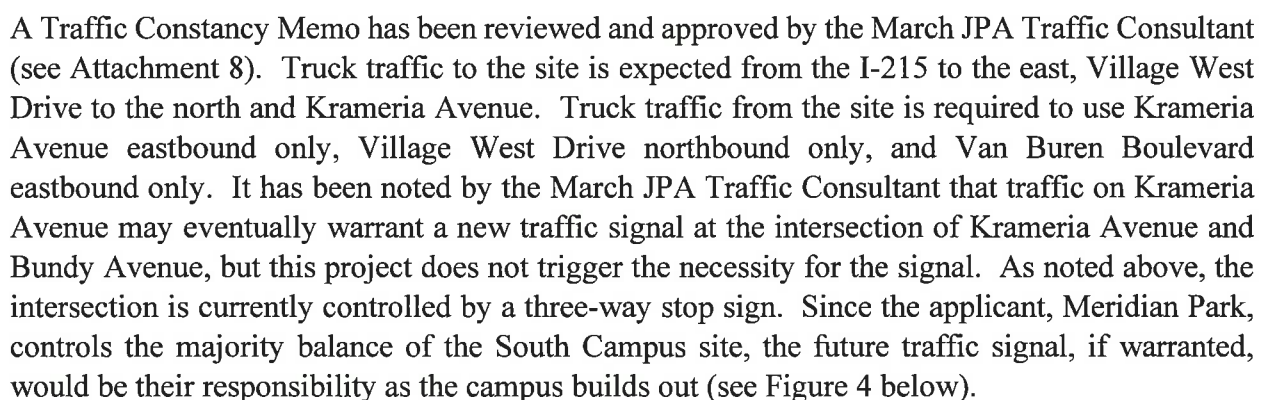 A Traffic Constancy Memo has been reviewed and approved by the March JPA Traffic Consultant
(see Attachment 8). Truck traffic to the site is expected from the I-215 to the east, Village West
Drive to the north and Krameria Avenue. Truck traffic from the site is required to use Krameria
Avenue eastbound only, Village West Drive northbound only, and Van Buren Boulevard
eastbound only. It has been noted by the March JPA Traffic Consultant that traffic on Krameria
Avenue may eventually warrant a new traffic signal at the intersection of Krameria Avenue and
Bundy Avenue, but this project does not trigger the necessity for the signal. As noted above, the
intersection is currently controlled by a three-way stop sign. Since the applicant, Meridian Park,
controls the majority balance of the South Campus site, the future traffic signal, if warranted,
would be their responsibility as the campus builds out (see Figure 4 below).